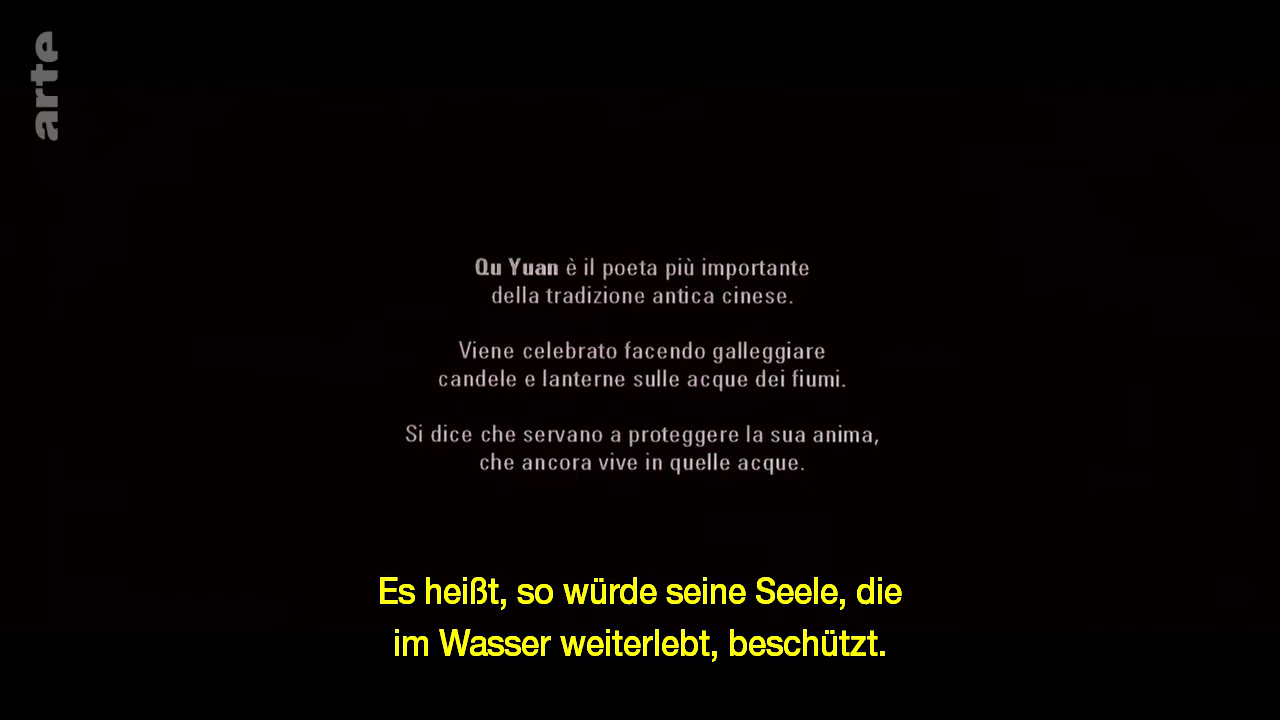 arte
Qu Yuan è il poeta più importante
della tradizione antica cinese.
Viene celebrato facendo galleggiare
candele e lanterne sulle acque dei fiumi.
Si dice che servano a proteggere la sua anima,
che ancora vive in quelle acque.
Es heißt, so würde seine Seele, die
im Wasser weiterlebt, beschützt.